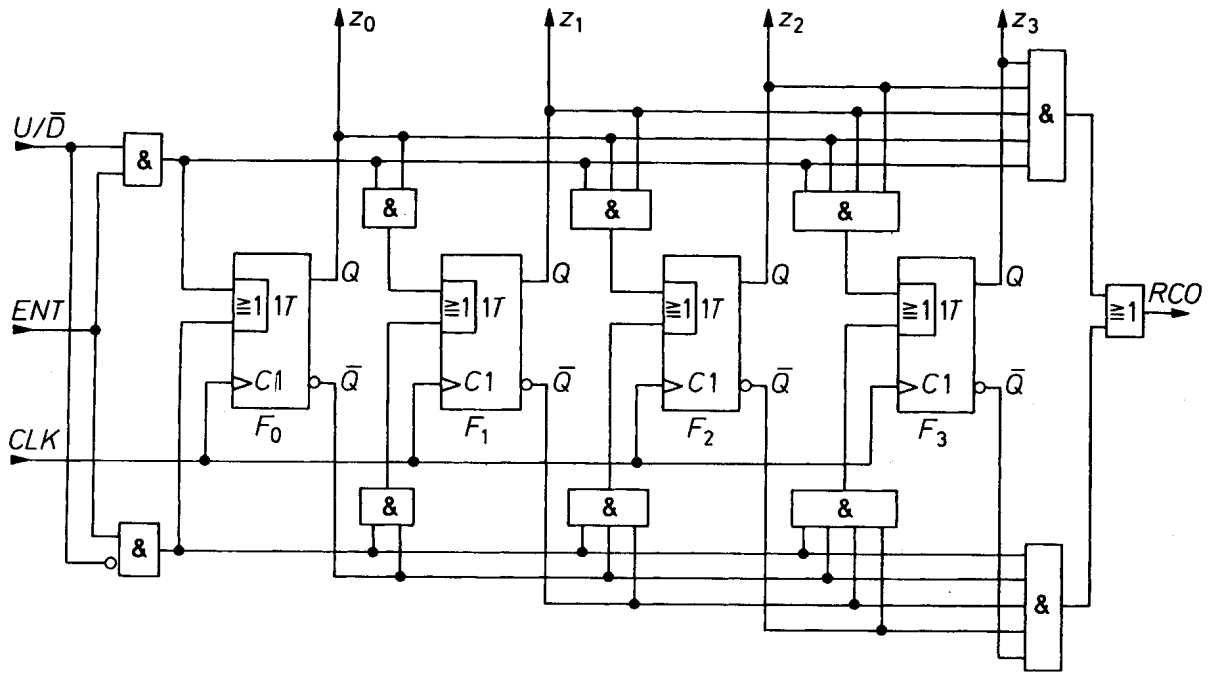 z0 z1 z2 z3
U/D̅
& &
& & &
Q Q Q Q
≧1 1T ≧1 1T ≧1 1T ≧1 1T
ENT
≧1 RCO
C1 Q̅ C1 Q̅ C1 Q̅ C1 Q̅
F0 F1 F2 F3
CLK
& & &
& &